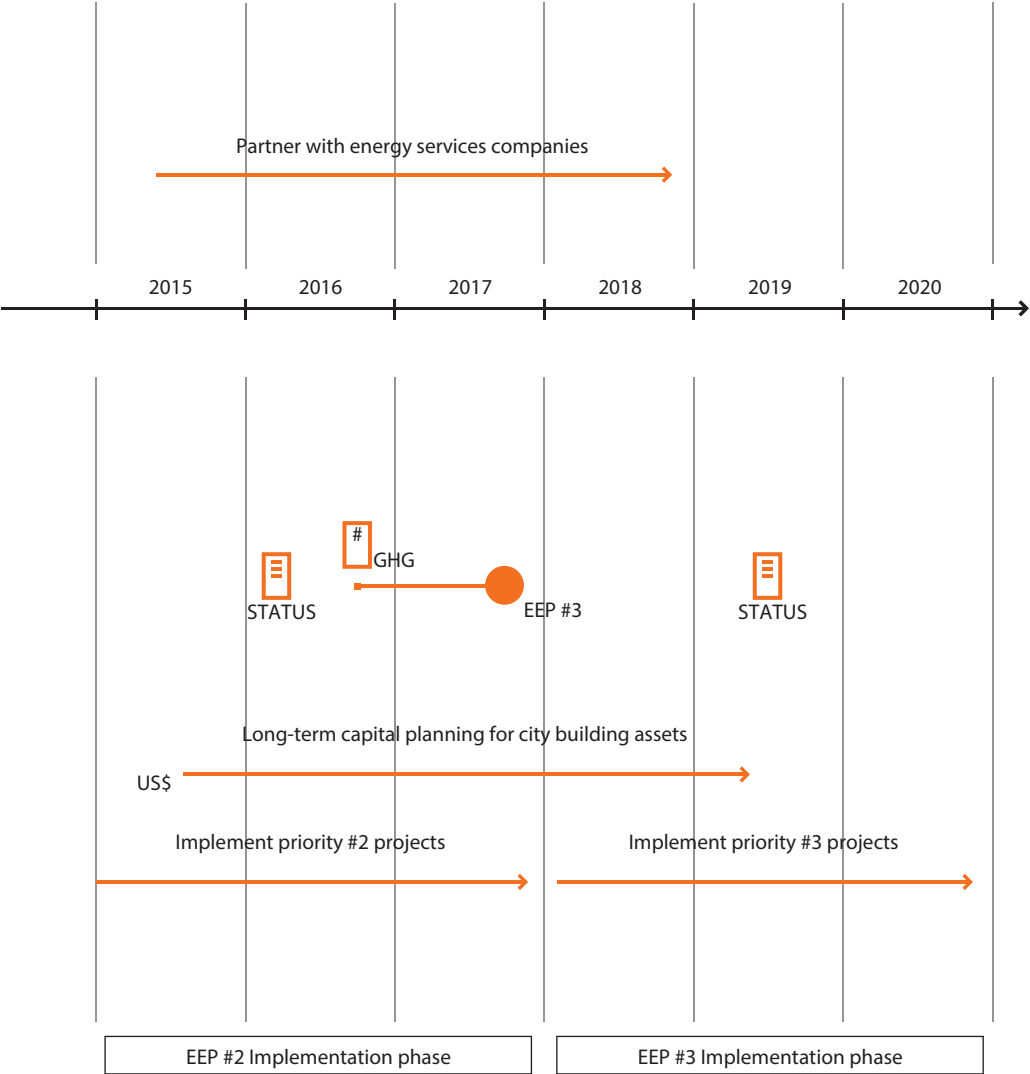 Partner with energy services companies
2015 2016 2017 2018 2019 2020
#
GHG
STATUS
EEP #3
STATUS
Long-term capital planning for city building assets
US$
Implement priority #2 projects
Implement priority #3 projects
EEP #2 Implementation phase
EEP #3 Implementation phase